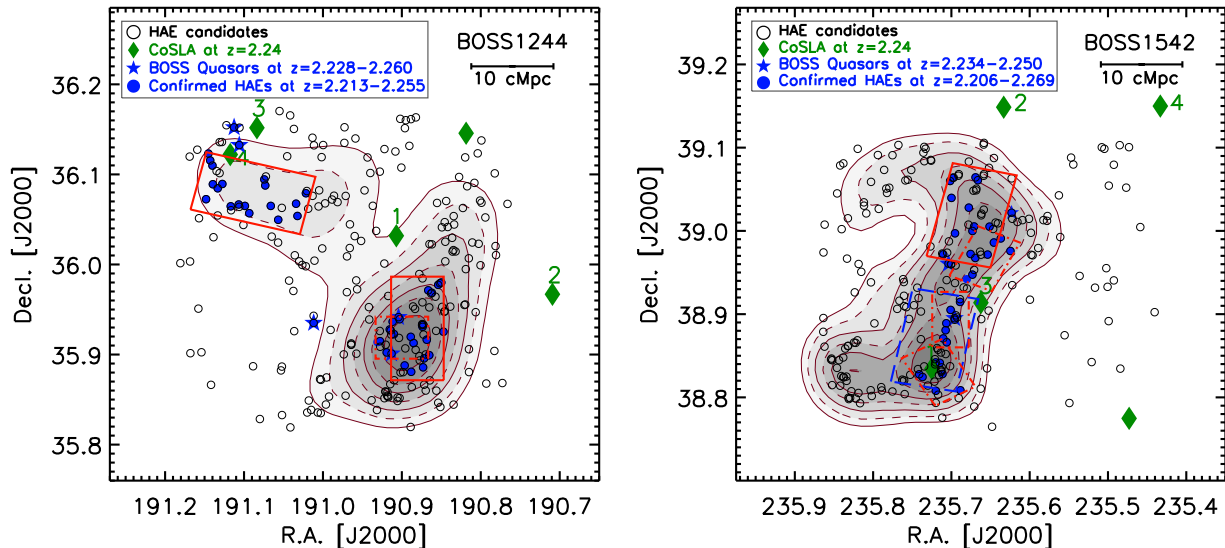 HAE candidates
CoSLA at z=2.24
BOSS Quasars at z=2.228-2.260
Confirmed HAEs at z=2.213-2.255
BOSS1244
10 cMpc
3
4
1
2
36.2
36.1
36.0
35.9
35.8
Decl. [J2000]
191.2 191.1 191.0 190.9 190.8 190.7
R.A. [J2000]
HAE candidates
CoSLA at z=2.24
BOSS Quasars at z=2.234-2.250
Confirmed HAEs at z=2.206-2.269
BOSS1542
10 cMpc
2
4
3
39.2
39.1
39.0
38.9
38.8
Decl. [J2000]
235.9 235.8 235.7 235.6 235.5 235.4
R.A. [J2000]